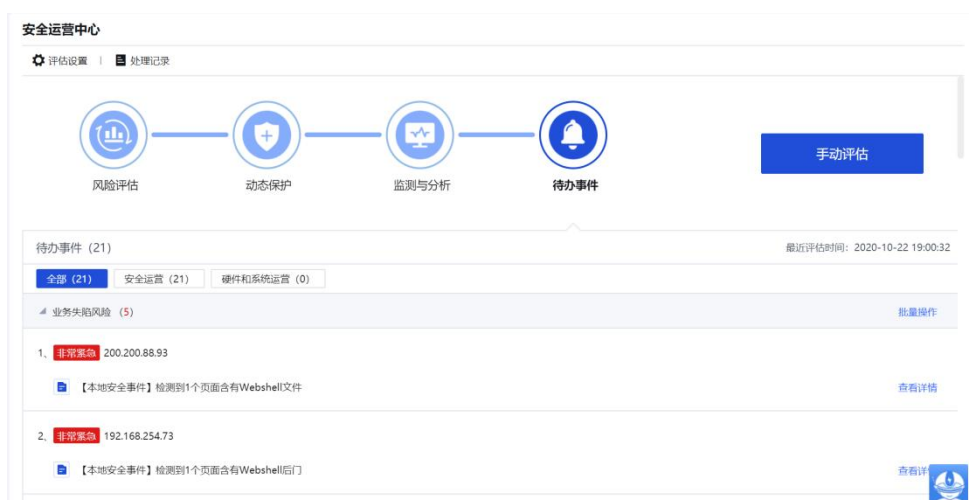 安全运营中心
评估设置 | 处理记录
风险评估 动态保护 监测与分析 待办事件 手动评估
待办事件（21） 最近评估时间：2020-10-22 19:00:32
全部（21） 安全运营（21） 硬件和系统运营（0）
业务失陷风险（5） 批量操作
1、 非常紧急 200.200.88.93
【本地安全事件】检测到1个页面含有Webshell文件 查看详情
2、 非常紧急 192.168.254.73
【本地安全事件】检测到1个页面含有Webshell后门 查看详